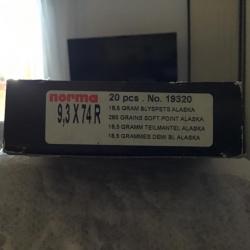 norma
9,3 X 74 R
20 pcs . No. 19320
18,5 GRAM BLYSPETS ALASKA
286 GRAINS SOFT POINT ALASKA
18,5 GRAMM TEILMANTEL ALASKA
18,5 GRAMMES DEMI BL ALASKA